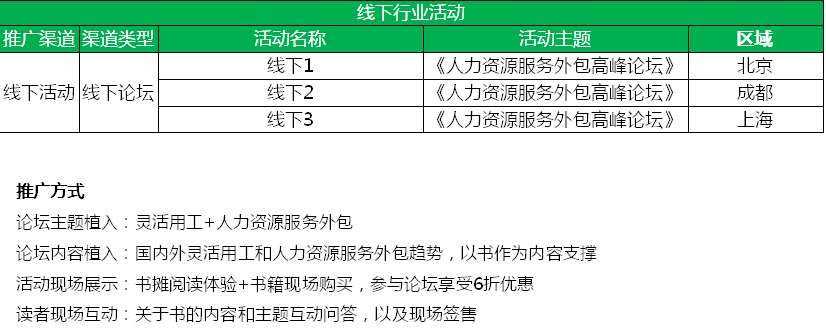 线下行业活动
推广渠道 渠道类型 活动名称 活动主题 区域
线下活动 线下论坛 线下1 《人力资源服务外包高峰论坛》 北京
线下2 《人力资源服务外包高峰论坛》 成都
线下3 《人力资源服务外包高峰论坛》 上海
推广方式
论坛主题植入：灵活用工+人力资源服务外包
论坛内容植入：国内外灵活用工和人力资源服务外包趋势，以书作为内容支撑
活动现场展示：书摊阅读体验+书籍现场购买，参与论坛享受6折优惠
读者现场互动：关于书的内容和主题互动问答，以及现场签售